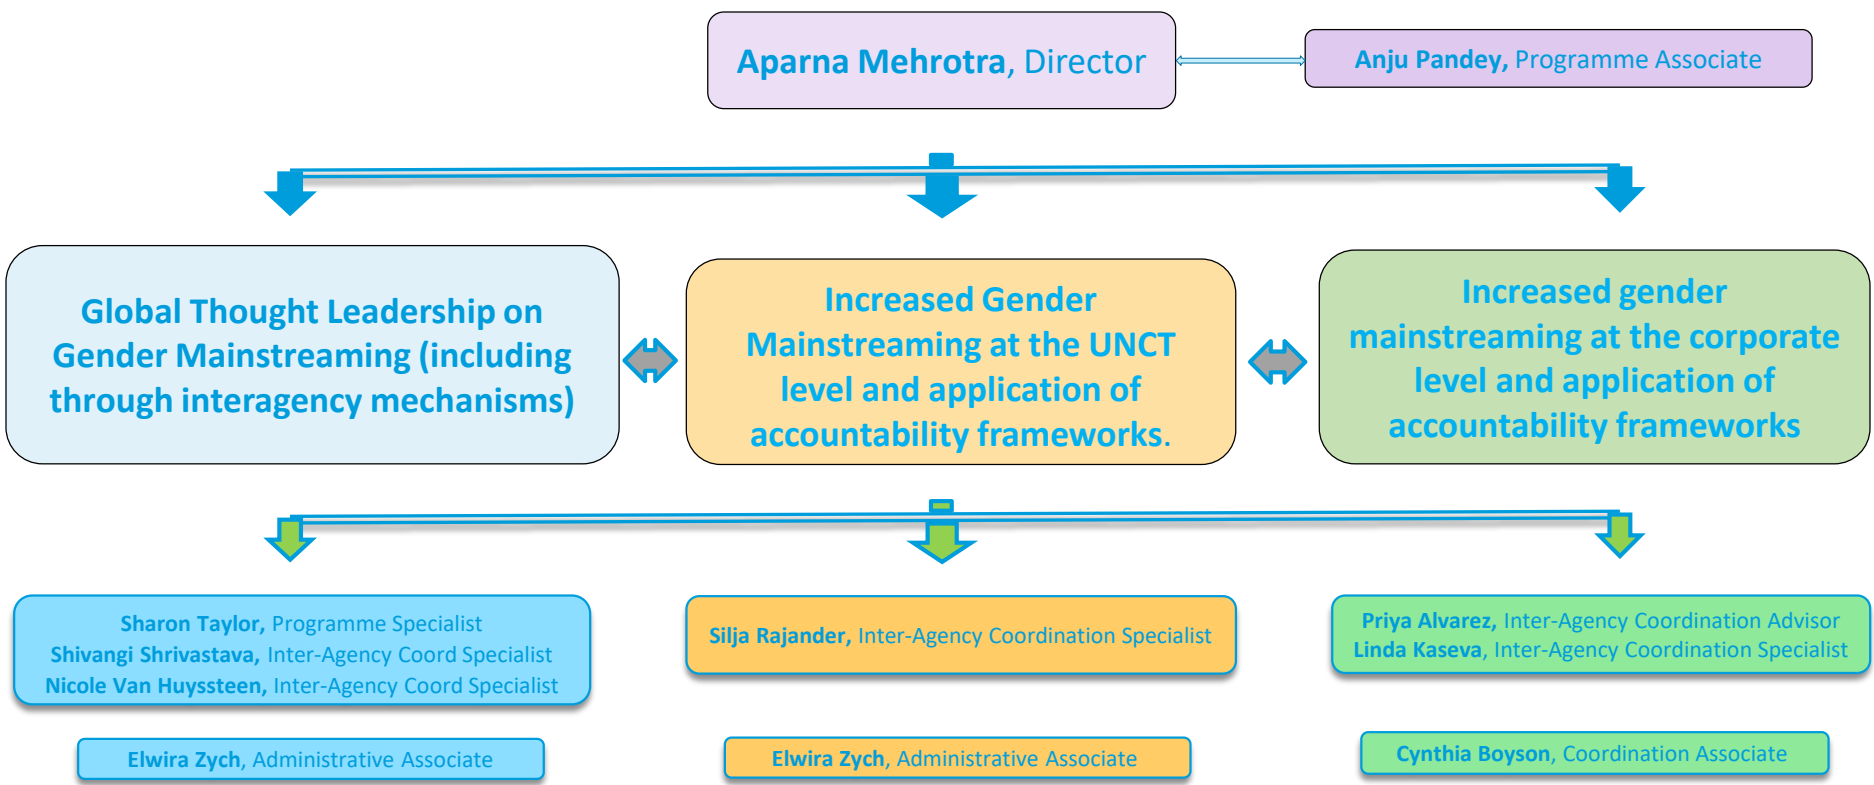 Aparna Mehrotra, Director
Anju Pandey, Programme Associate
Global Thought Leadership on
Gender Mainstreaming (including
through interagency mechanisms)
Increased Gender
Mainstreaming at the UNCT
level and application of
accountability frameworks.
Increased gender
mainstreaming at the corporate
level and application of
accountability frameworks
Sharon Taylor, Programme Specialist
Shivangi Shrivastava, Inter-Agency Coord Specialist
Nicole Van Huyssteen, Inter-Agency Coord Specialist
Silja Rajander, Inter-Agency Coordination Specialist
Priya Alvarez, Inter-Agency Coordination Advisor
Linda Kaseva, Inter-Agency Coordination Specialist
Elwira Zych, Administrative Associate
Elwira Zych, Administrative Associate
Cynthia Boyson, Coordination Associate